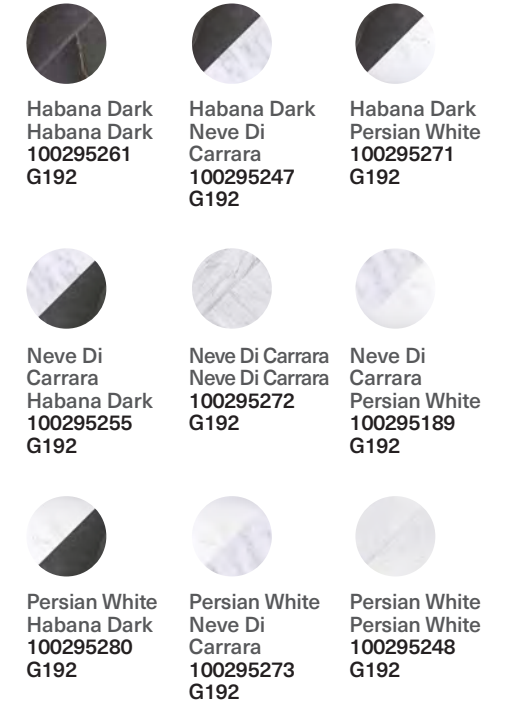 Habana Dark
Habana Dark
100295261
G192
Habana Dark
Neve Di
Carrara
100295247
G192
Habana Dark
Persian White
100295271
G192
Neve Di
Carrara
Habana Dark
100295255
G192
Neve Di Carrara
Neve Di Carrara
100295272
G192
Neve Di
Carrara
Persian White
100295189
G192
Persian White
Habana Dark
100295280
G192
Persian White
Neve Di
Carrara
100295273
G192
Persian White
Persian White
100295248
G192